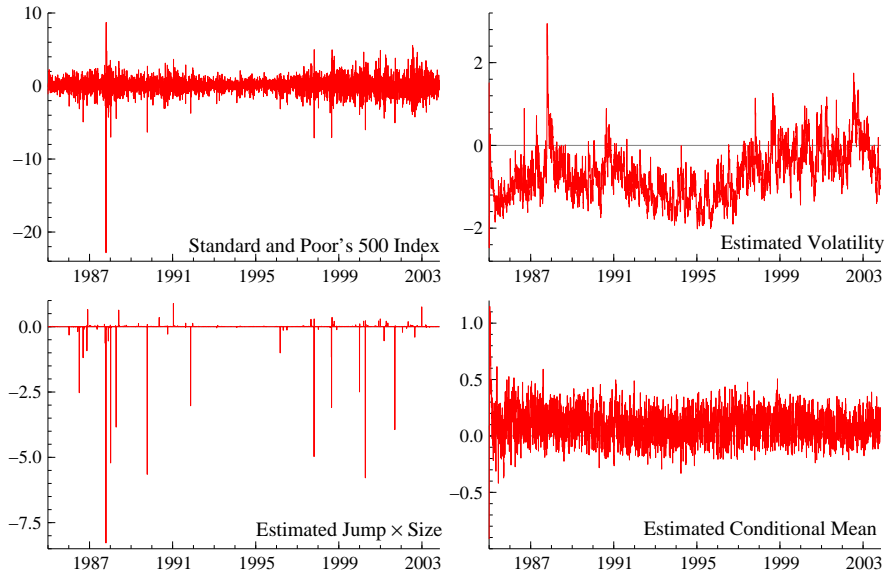 10
0
−10
−20
Standard and Poor's 500 Index
1987 1991 1995 1999 2003
2
0
−2
Estimated Volatility
1987 1991 1995 1999 2003
0.0
−2.5
−5.0
−7.5
Estimated Jump × Size
1987 1991 1995 1999 2003
1.0
0.5
0.0
−0.5
Estimated Conditional Mean
1987 1991 1995 1999 2003